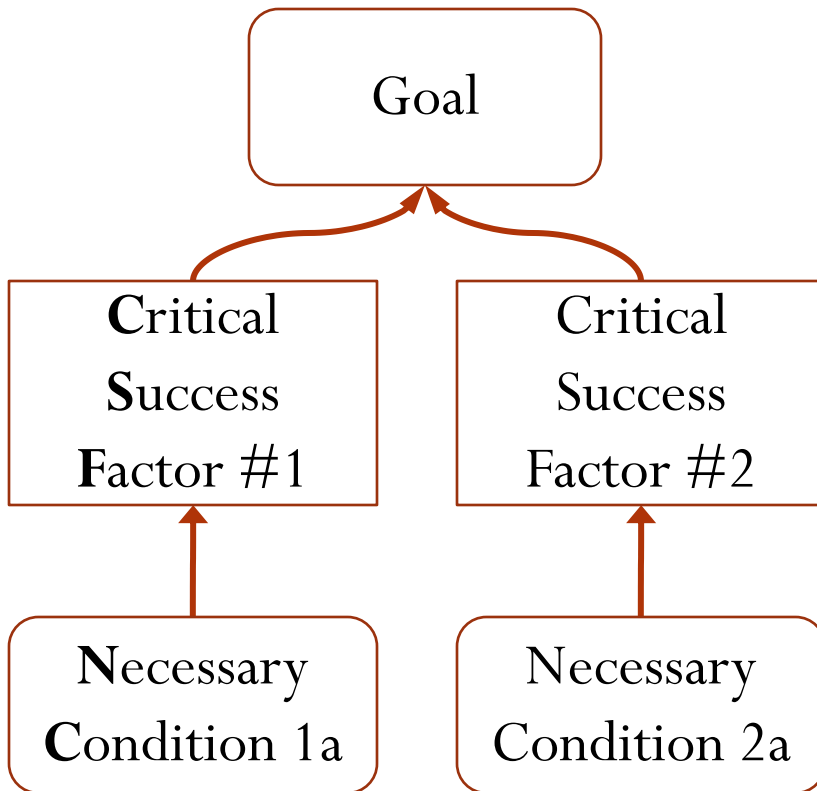 Goal
Critical
Success
Factor #1
Critical
Success
Factor #2
Necessary
Condition 1a
Necessary
Condition 2a